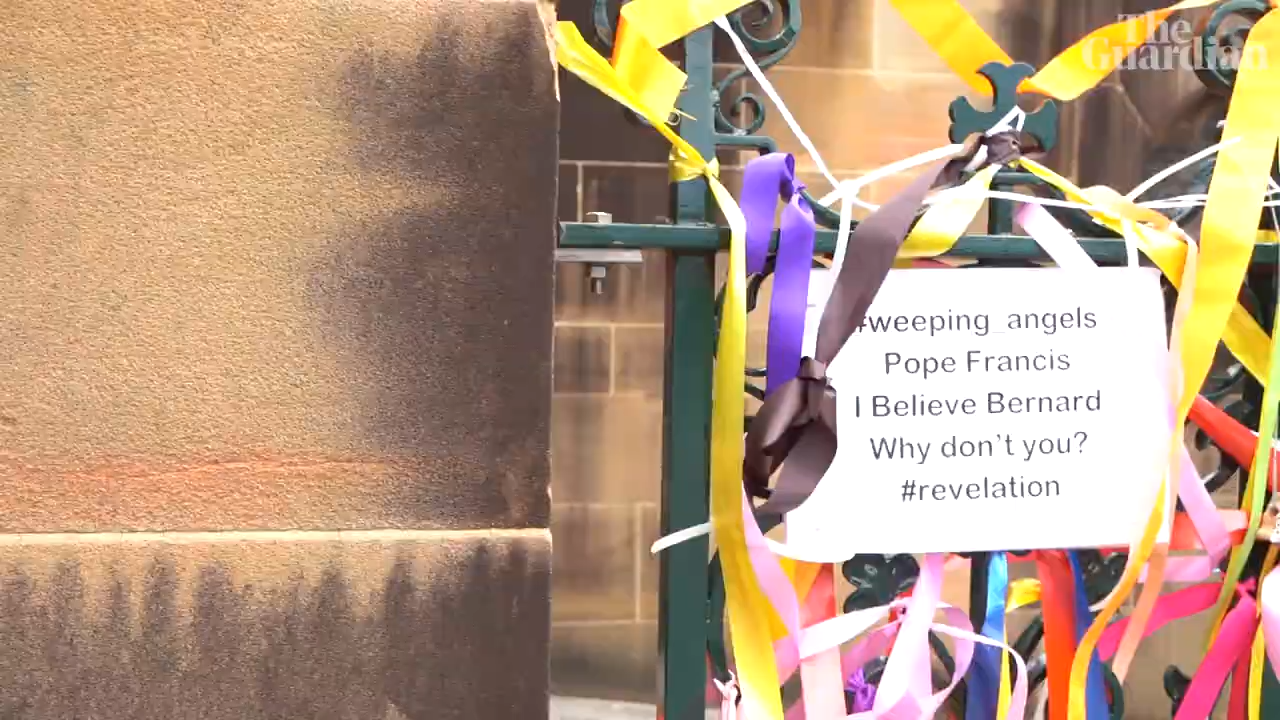 The
Guardian
#weeping_angels
Pope Francis
I Believe Bernard
Why don't you?
#revelation